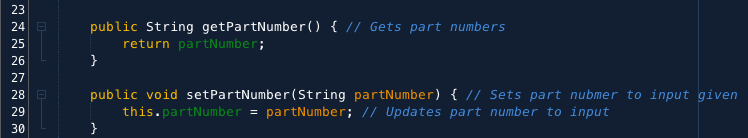 23
24 public String getPartNumber() { // Gets part numbers
25 return partNumber;
26 }
27
28 public void setPartNumber(String partNumber) { // Sets part nubmer to input given
29 this.partNumber = partNumber; // Updates part number to input
30 }